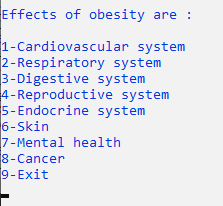 Effects of obesity are :
1-Cardiovascular system
2-Respiratory system
3-Digestive system
4-Reproductive system
5-Endocrine system
6-Skin
7-Mental health
8-Cancer
9-Exit